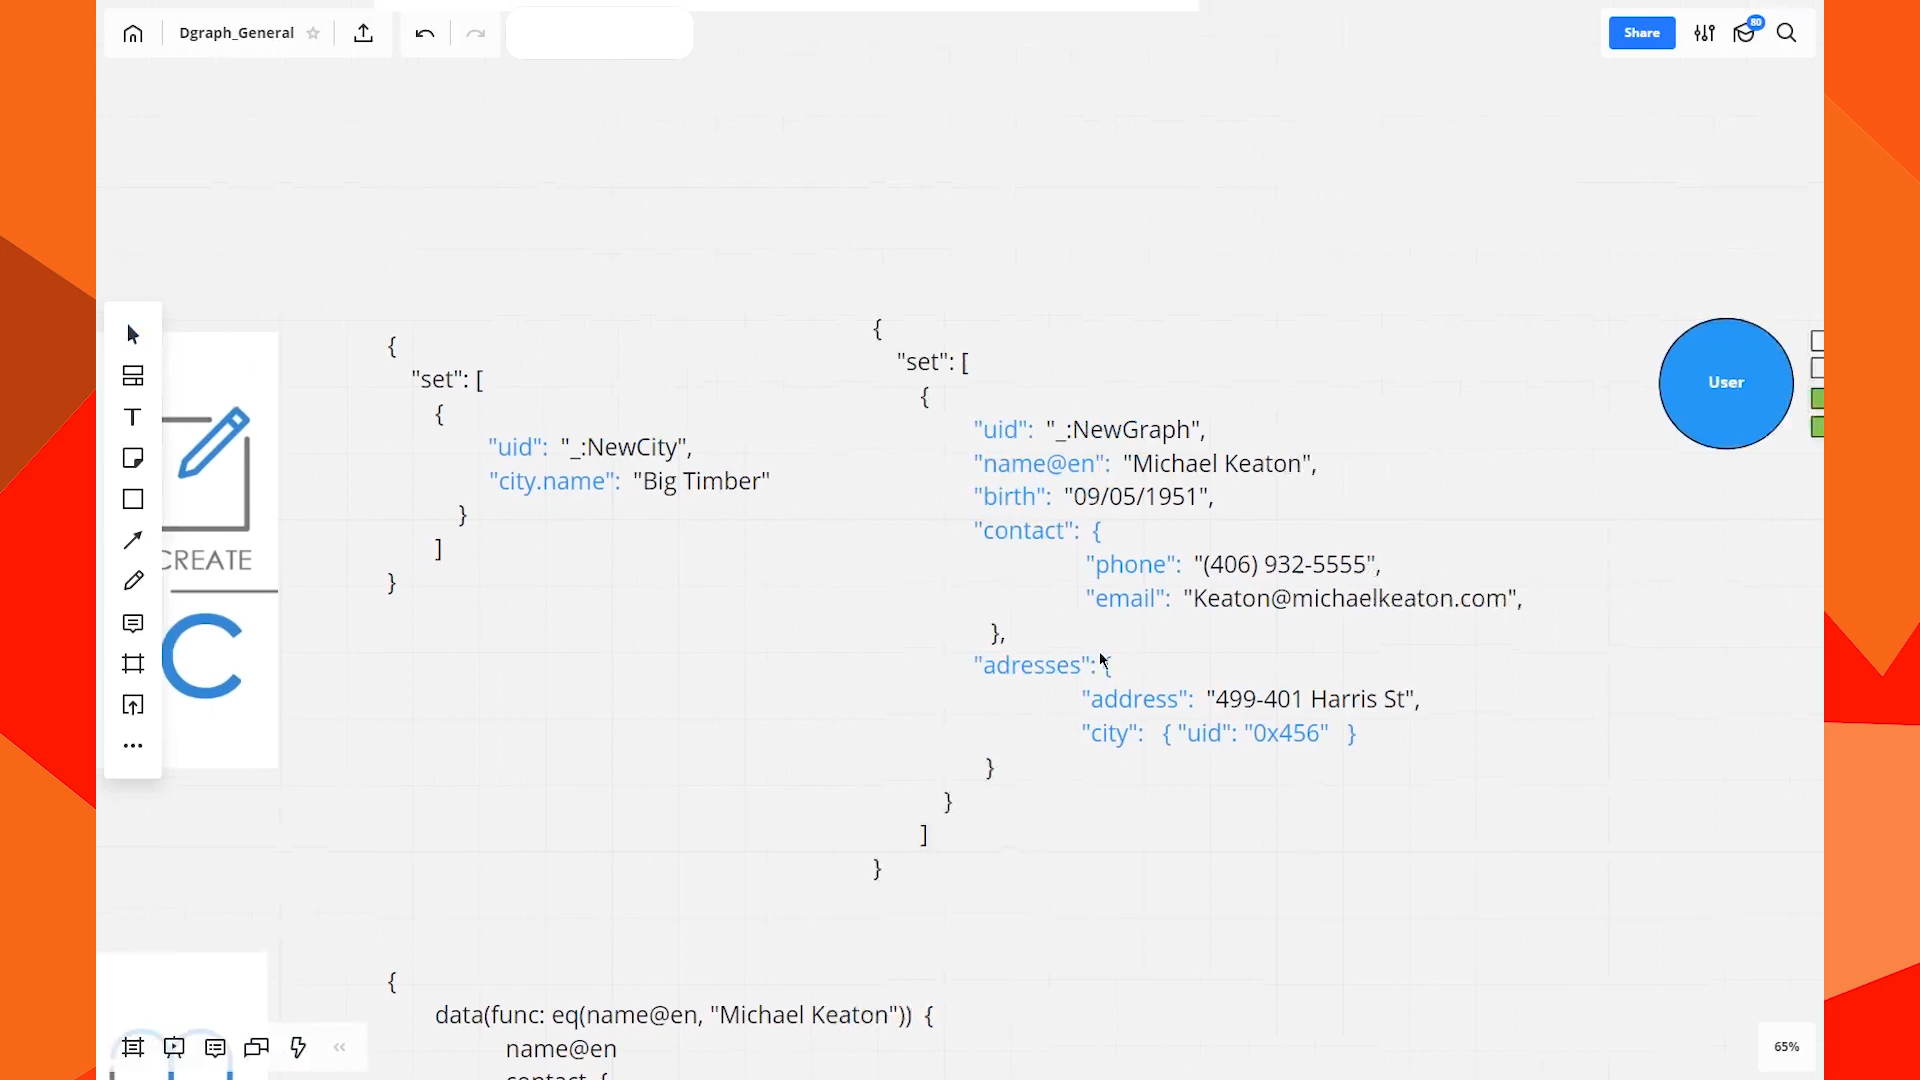 Dgraph_General
Share
80
CREATE
C
{
"set": [
{
"uid": "_:NewCity",
"city.name": "Big Timber"
}
]
}
{
"set": [
{
"uid": "_:NewGraph",
"name@en": "Michael Keaton",
"birth": "09/05/1951",
"contact": {
"phone": "(406) 932-5555",
"email": "Keaton@michaelkeaton.com",
},
"adresses": {
"address": "499-401 Harris St",
"city": { "uid": "0x456" }
}
}
]
}
User
{
data(func: eq(name@en, "Michael Keaton")) {
name@en
contact {
65%